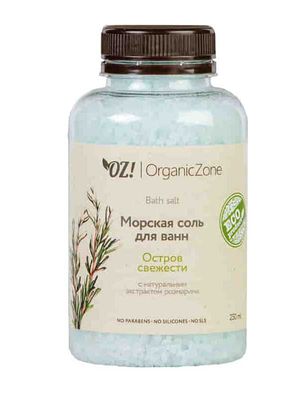 OZ! OrganicZone
Bath salt
Морская соль
для ванн
Остров
свежести
с натуральным
экстрактом розмарина
ECO
NO PARABENS • NO SILICONES • NO SLS
250 ml